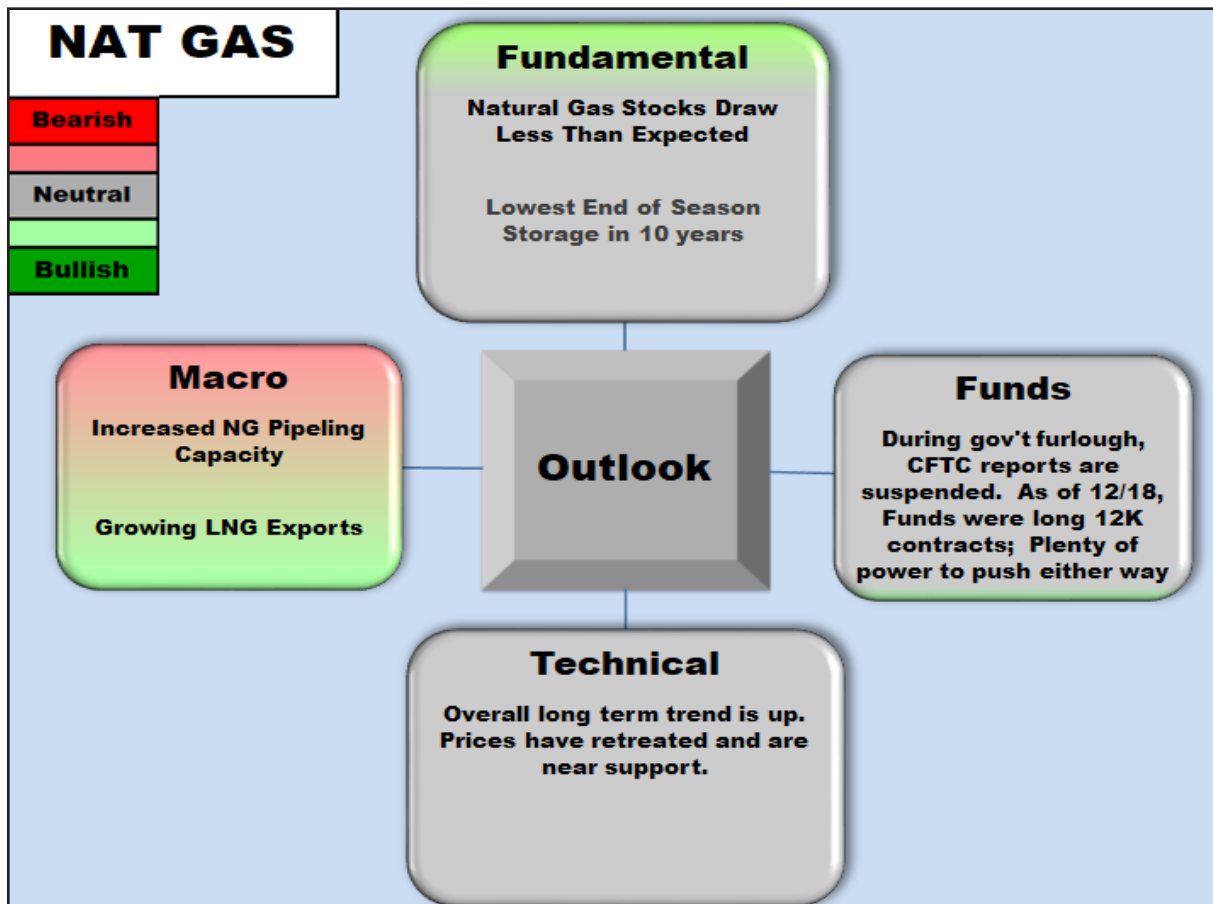 NAT GAS
Bearish
Neutral
Bullish
Fundamental
Natural Gas Stocks Draw
Less Than Expected
Lowest End of Season
Storage in 10 years
Macro
Increased NG Pipeling
Capacity
Growing LNG Exports
Outlook
Funds
During gov't furlough,
CFTC reports are
suspended. As of 12/18,
Funds were long 12K
contracts; Plenty of
power to push either way
Technical
Overall long term trend is up.
Prices have retreated and are
near support.